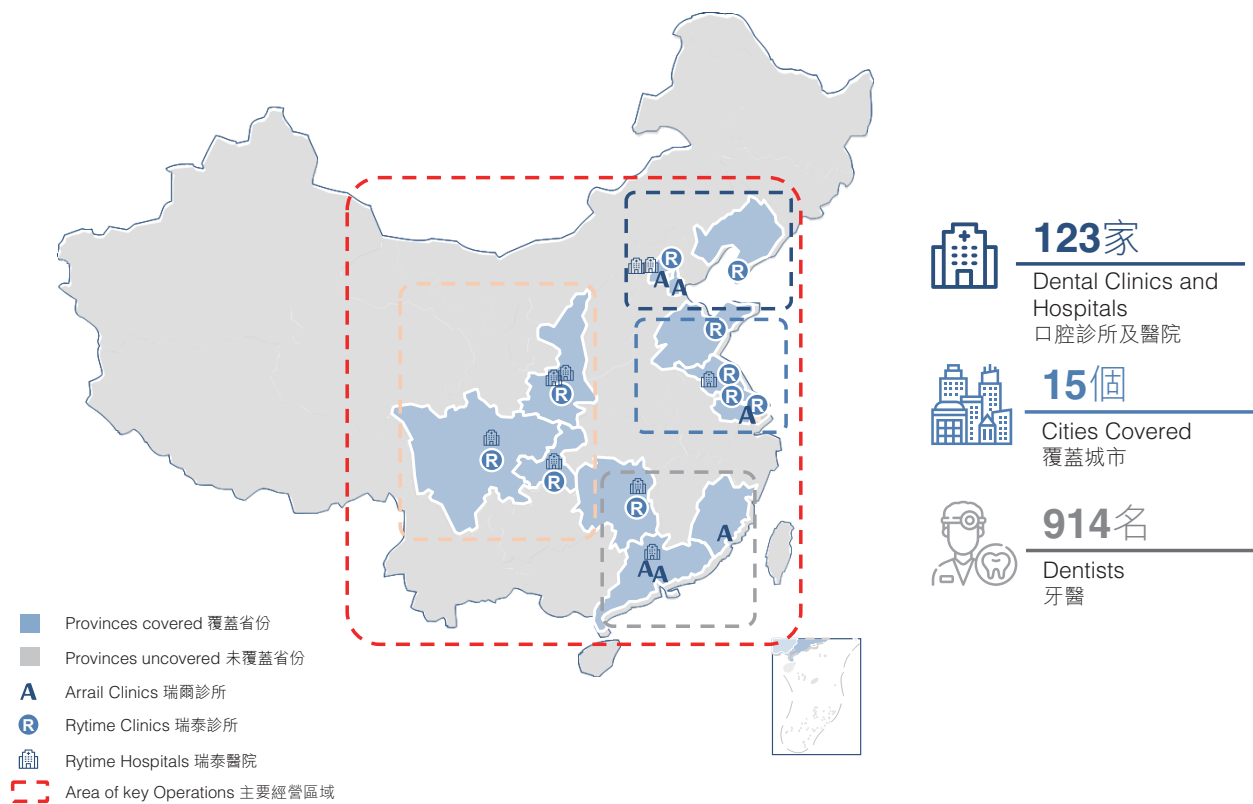 123家
Dental Clinics and
Hospitals
口腔診所及醫院
15個
Cities Covered
覆蓋城市
914名
Dentists
牙醫
R
R
A
A
R
R
R
R
A
R
R
R
R
A
A
A
Provinces covered 覆蓋省份
Provinces uncovered 未覆蓋省份
A Arrail Clinics 瑞爾診所
R Rytime Clinics 瑞泰診所
Rytime Hospitals 瑞泰醫院
Area of key Operations 主要經營區域